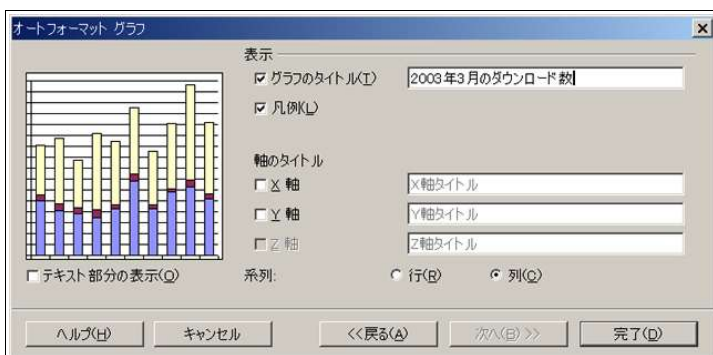 オートフォーマット グラフ
表示
グラフのタイトル(T)
2003年3月のダウンロード数
凡例(L)
軸のタイトル
X 軸
X軸タイトル
Y 軸
Y軸タイトル
Z 軸
Z軸タイトル
テキスト部分の表示(O)
系列:
行(R)
列(C)
ヘルプ(H)
キャンセル
<<戻る(A)
次へ(B) >>
完了(D)